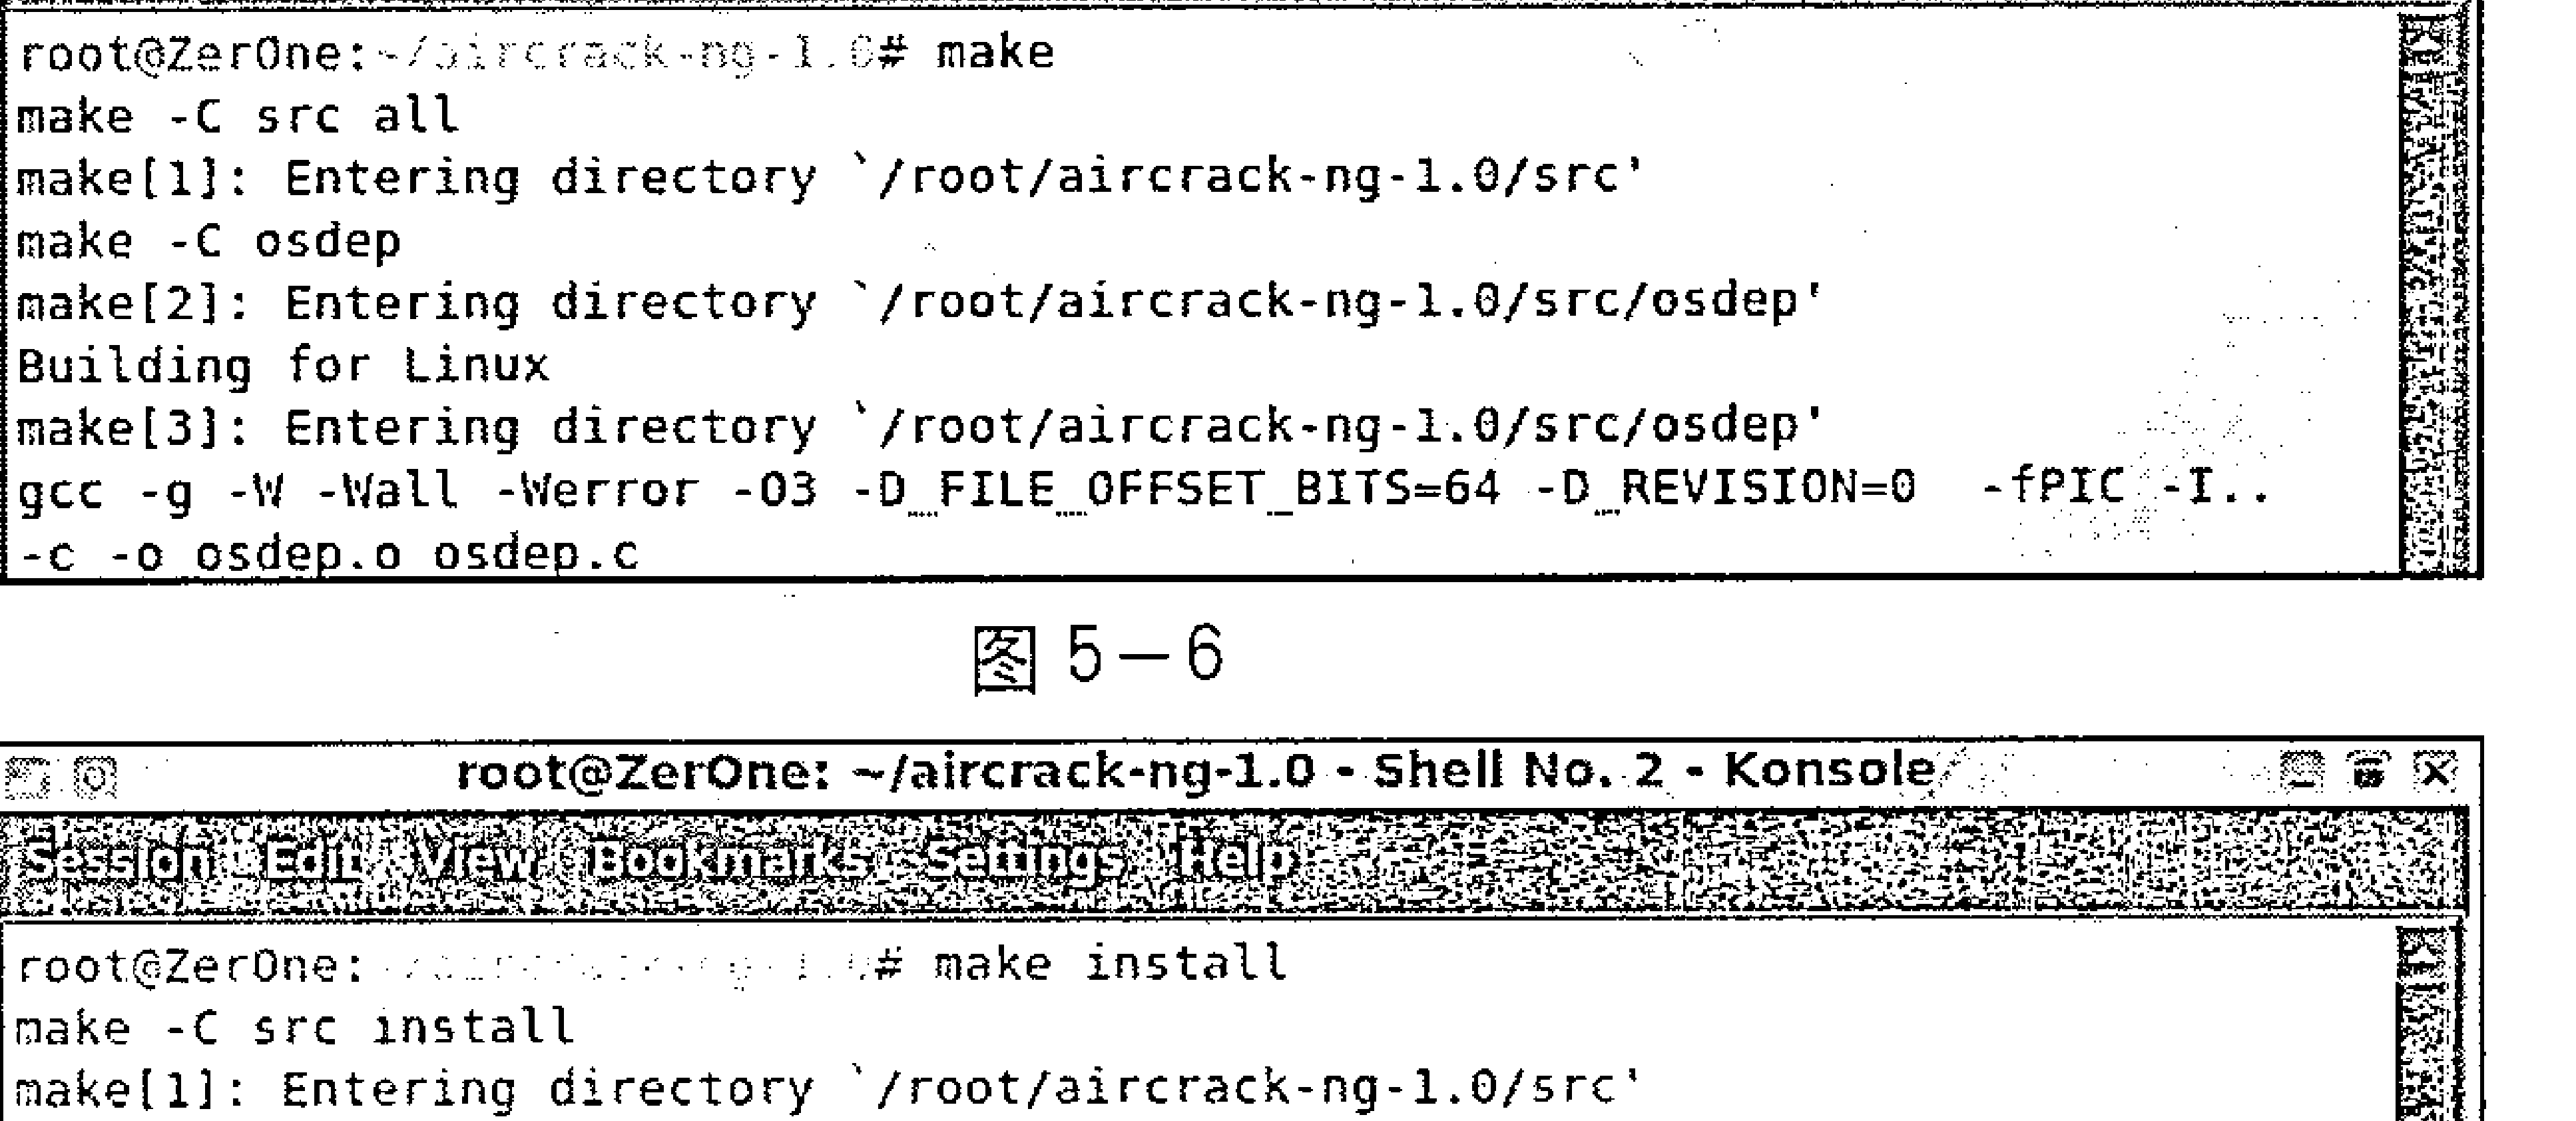 root@ZerOne:~/aircrack-ng-1.0# make
make -C src all
make[1]: Entering directory `/root/aircrack-ng-1.0/src'
make -C osdep
make[2]: Entering directory `/root/aircrack-ng-1.0/src/osdep'
Building for Linux
make[3]: Entering directory `/root/aircrack-ng-1.0/src/osdep'
gcc -g -W -Wall -Werror -O3 -D_FILE_OFFSET_BITS=64 -D_REVISION=0  -fPIC -I..
-c -o osdep.o osdep.c
图 5－6
root@ZerOne: ~/aircrack-ng-1.0 - Shell No. 2 - Konsole
Session Edit View Bookmarks Settings Help
root@ZerOne:~/aircrack-ng-1.0# make install
make -C src install
make[1]: Entering directory `/root/aircrack-ng-1.0/src'